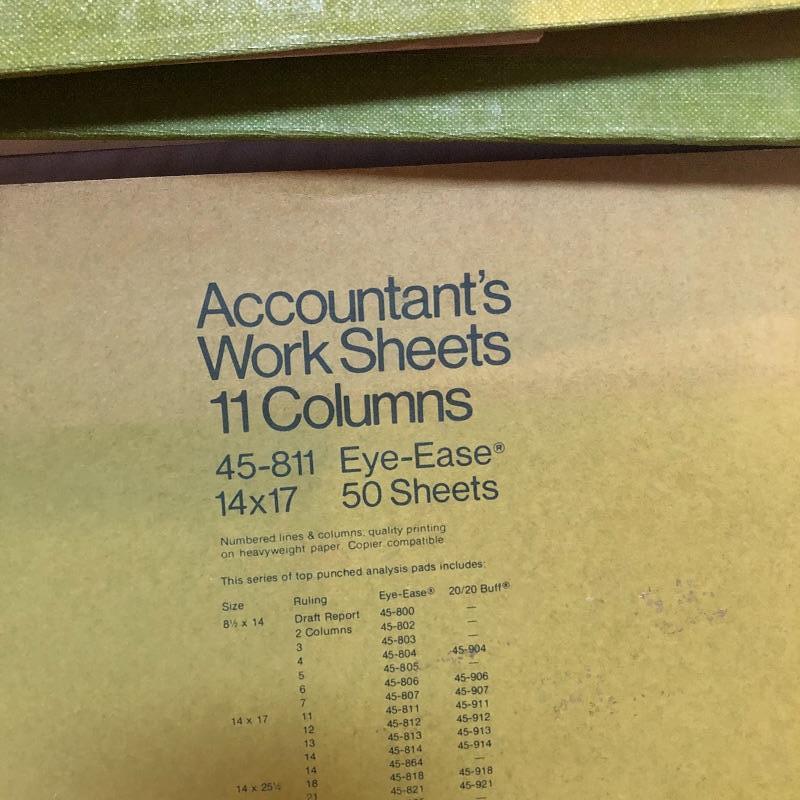 Accountant's
Work Sheets
11 Columns
45-811 Eye-Ease®
14x17 50 Sheets
Numbered lines & columns, quality printing
on heavyweight paper. Copier compatible
This series of top punched analysis pads includes:
Size Ruling Eye-Ease® 20/20 Buff®
8½ x 14 Draft Report 45-800 —
2 Columns 45-802 —
3 45-803 —
4 45-804 45-904
5 45-805 —
6 45-806 45-906
7 45-807 45-907
14 x 17 11 45-811 45-911
12 45-812 45-912
13 45-813 45-913
14 45-814 45-914
14 45-864 —
14 x 25½ 18 45-818 45-918
21 45-821 45-921